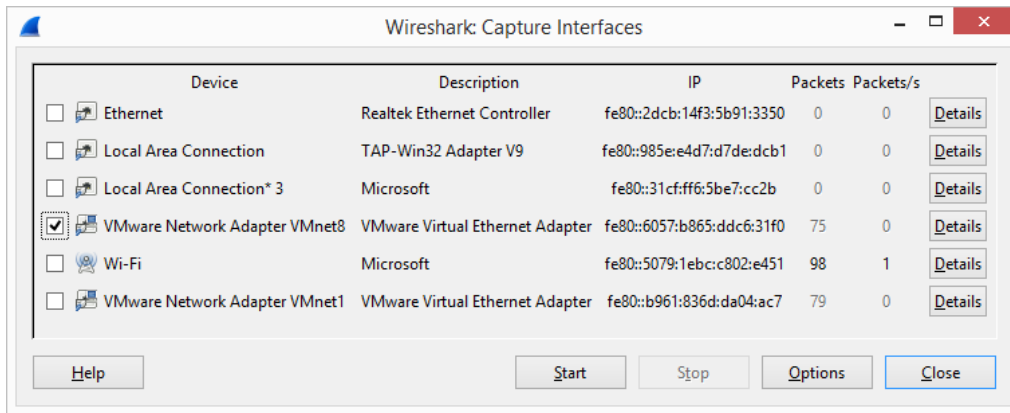 Wireshark: Capture Interfaces
Device Description IP Packets Packets/s
Ethernet Realtek Ethernet Controller fe80::2dcb:14f3:5b91:3350 0 0 Details
Local Area Connection TAP-Win32 Adapter V9 fe80::985e:e4d7:d7de:dcb1 0 0 Details
Local Area Connection* 3 Microsoft fe80::31cf:ff6:5be7:cc2b 0 0 Details
VMware Network Adapter VMnet8 VMware Virtual Ethernet Adapter fe80::6057:b865:ddc6:31f0 75 0 Details
Wi-Fi Microsoft fe80::5079:1ebc:c802:e451 98 1 Details
VMware Network Adapter VMnet1 VMware Virtual Ethernet Adapter fe80::b961:836d:da04:ac7 79 0 Details
Help Start Stop Options Close